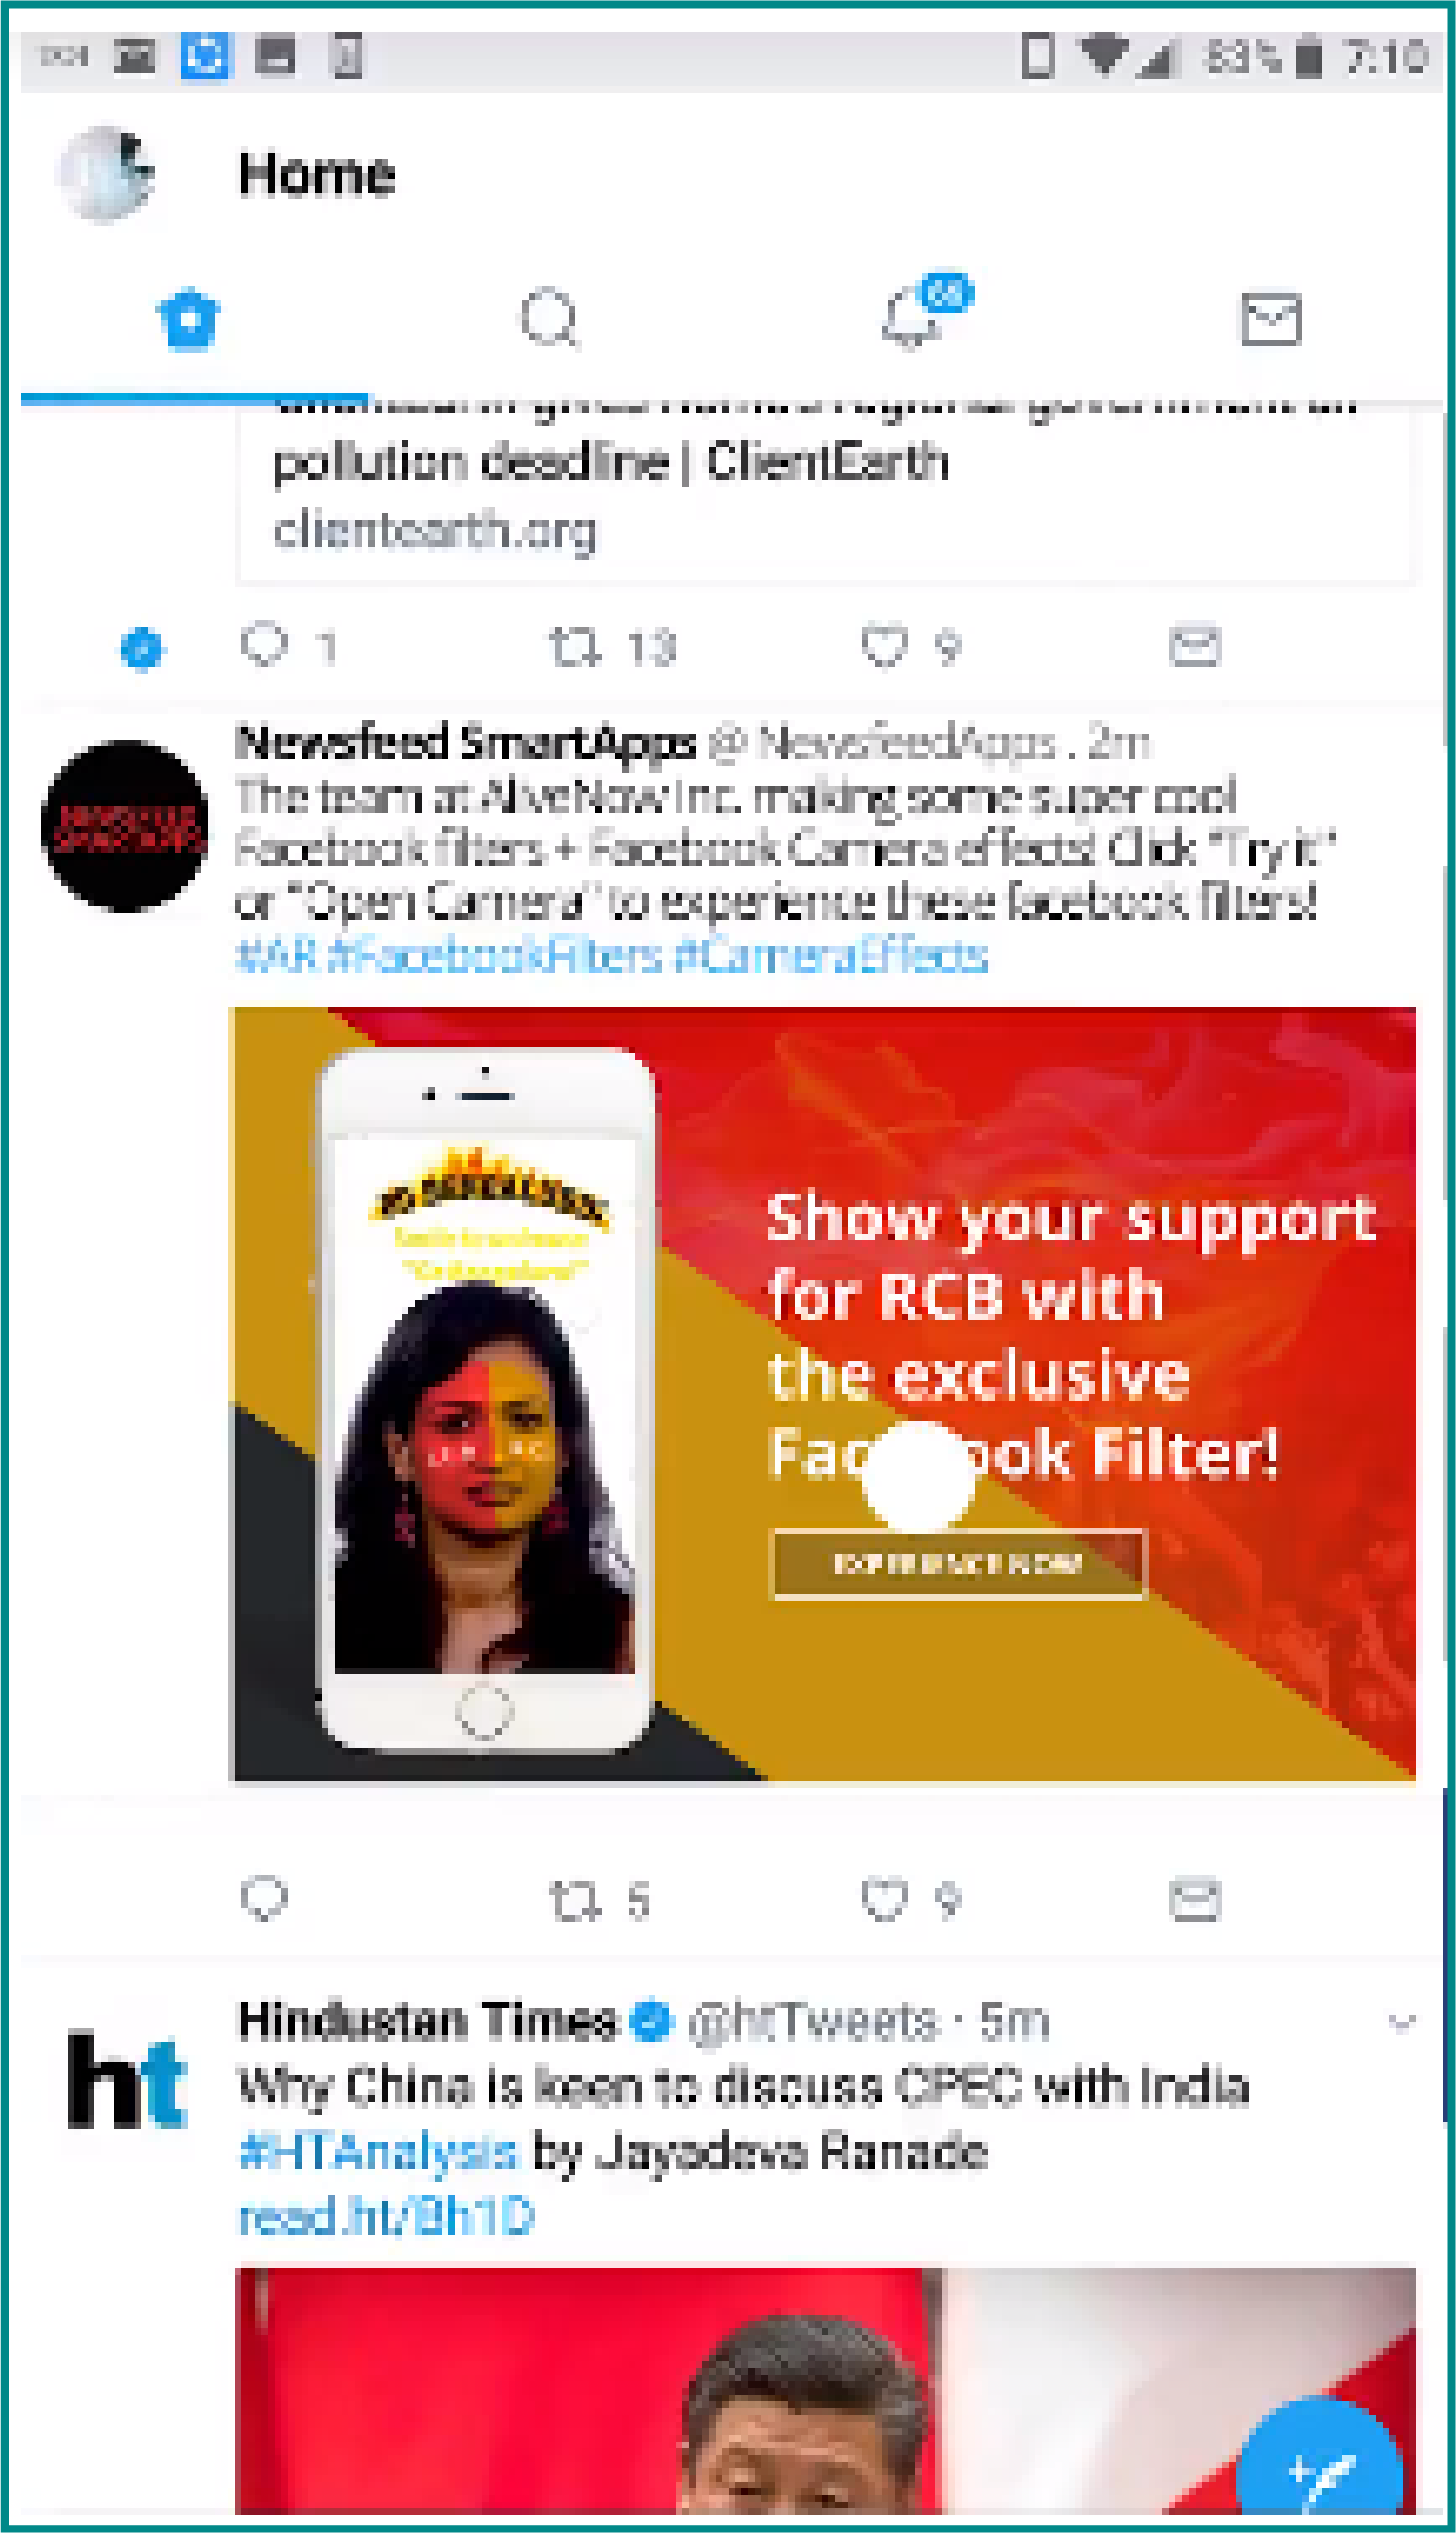 83% 7:10
Home
pollution deadline | ClientEarth
clientearth.org
1 13 9
Newsfeed SmartApps @NewsfeedApps . 2m
The team at AliveNow Inc. making some super cool
Facebook filters + Facebook Camera effects! Click "Try it"
or "Open Camera" to experience these facebook filters!
#AR #FacebookFilters #CameraEffects
Show your support
for RCB with
the exclusive
Fac ook Filter!
EXPERIENCE NOW
5 9
ht
Hindustan Times @htTweets · 5m
Why China is keen to discuss CPEC with India
#HTAnalysis by Jayadeva Ranade
read.ht/Bh1D